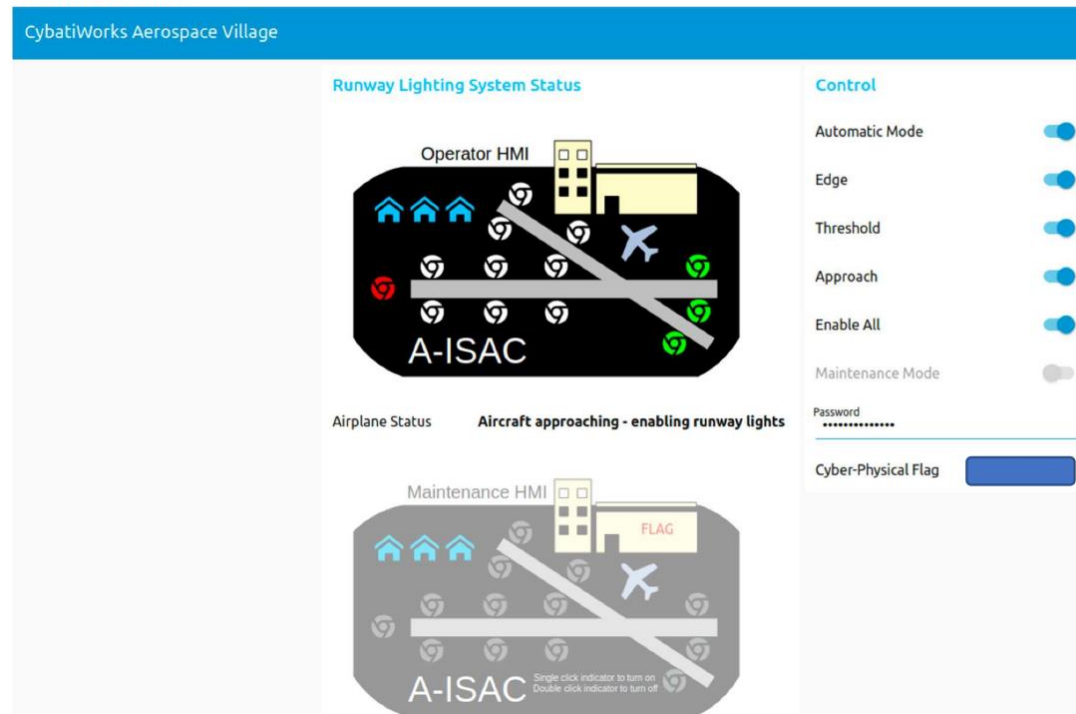 CybatiWorks Aerospace Village
Runway Lighting System Status
Operator HMI
A-ISAC
Airplane Status Aircraft approaching - enabling runway lights
Maintenance HMI
FLAG
A-ISAC
Single click indicator to turn on
Double click indicator to turn off
Control
Automatic Mode
Edge
Threshold
Approach
Enable All
Maintenance Mode
Password
••••••••••••••
Cyber-Physical Flag